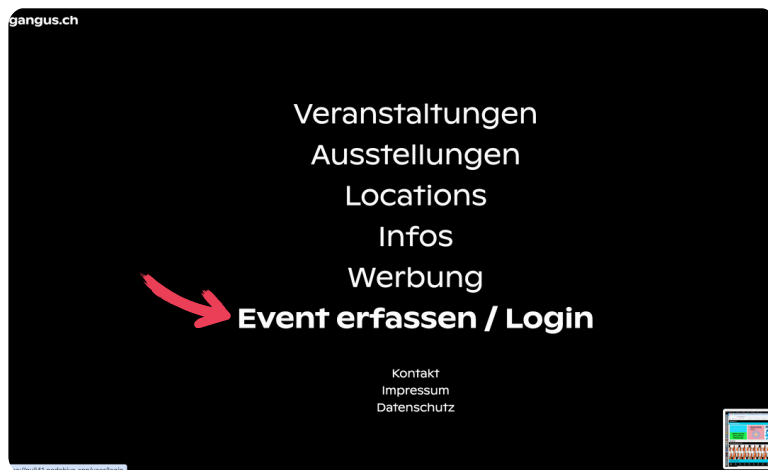 gangus.ch
Veranstaltungen
Ausstellungen
Locations
Infos
Werbung
Event erfassen / Login
Kontakt
Impressum
Datenschutz